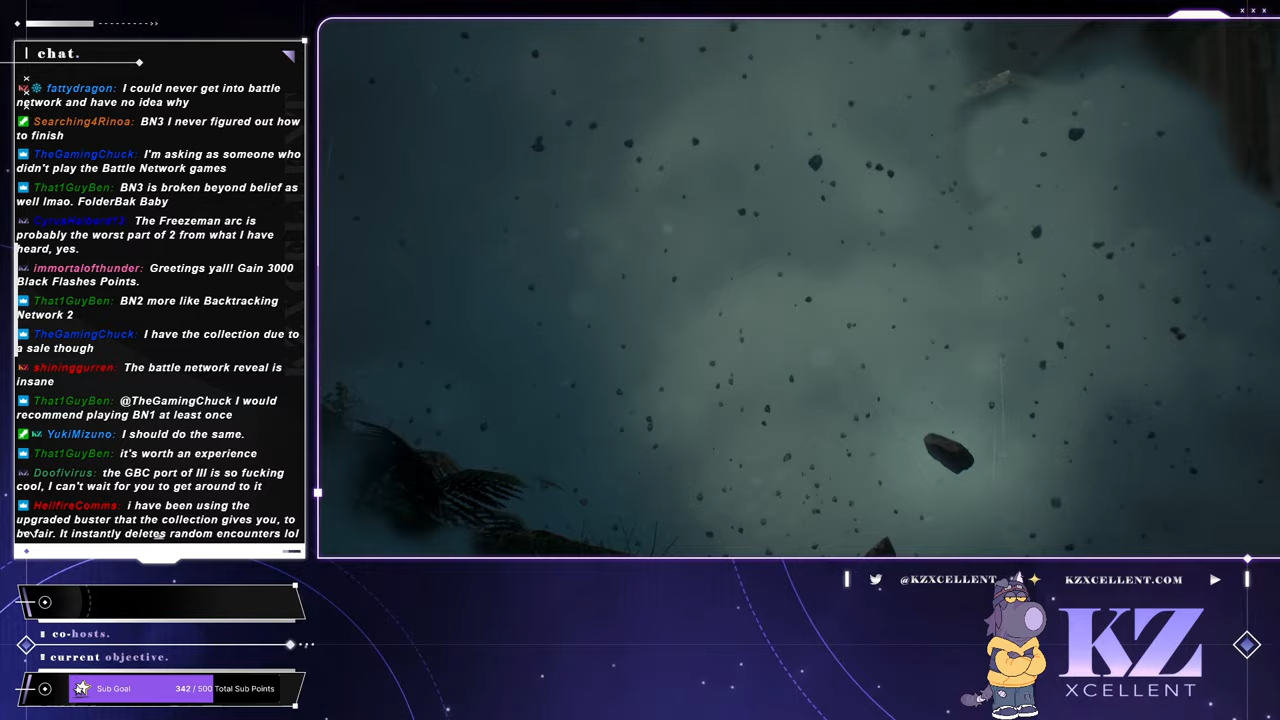 chat.
fattydragon: I could never get into battle
network and have no idea why
Searching4Rinoa: BN3 I never figured out how
to finish
TheGamingChuck: I'm asking as someone who
didn't play the Battle Network games
That1GuyBen: BN3 is broken beyond belief as
well lmao. FolderBak Baby
The Freezeman arc is
probably the worst part of 2 from what I have
heard, yes.
immortalofthunder: Greetings yall! Gain 3000
Black Flashes Points.
That1GuyBen: BN2 more like Backtracking
Network 2
TheGamingChuck: I have the collection due to
a sale though
shininggurren: The battle network reveal is
insane
That1GuyBen: @TheGamingChuck I would
recommend playing BN1 at least once
YukiMizuno: I should do the same.
That1GuyBen: it's worth an experience
Doofivirus: the GBC port of III is so fucking
cool, I can't wait for you to get around to it
HellfireComms: i have been using the
upgraded buster that the collection gives you, to
be fair. It instantly deletes random encounters lol
co-hosts.
current objective.
Sub Goal 342 / 500 Total Sub Points
@KZXCELLENT
KZXCELLENT.COM
KZ
XCELLENT